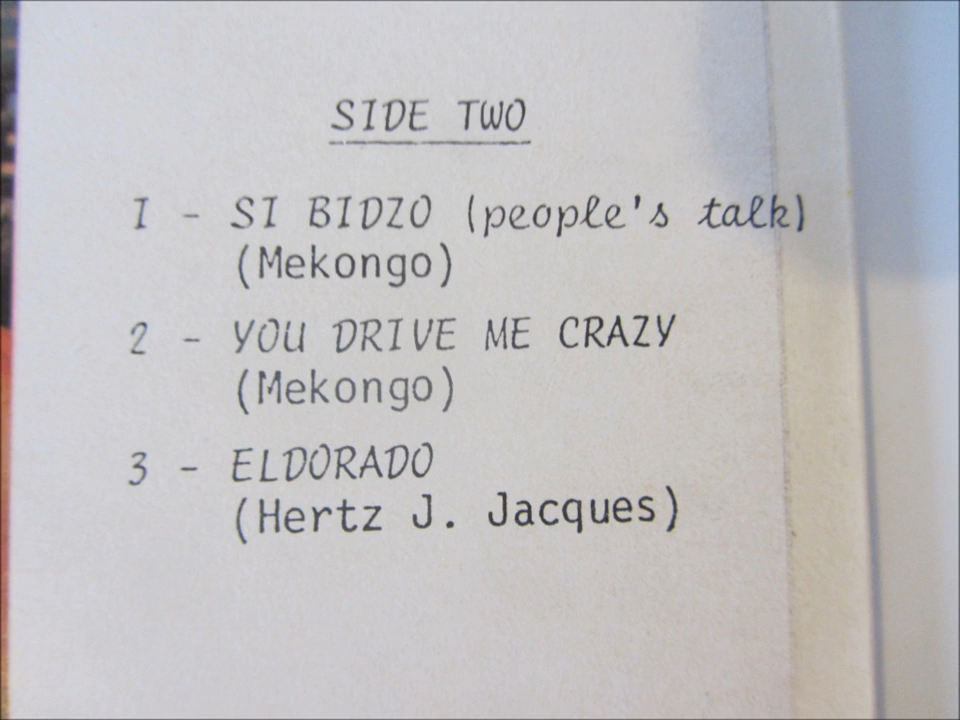 SIDE TWO
1 - SI BIDZO (people's talk)
(Mekongo)
2 - YOU DRIVE ME CRAZY
(Mekongo)
3 - ELDORADO
(Hertz J. Jacques)